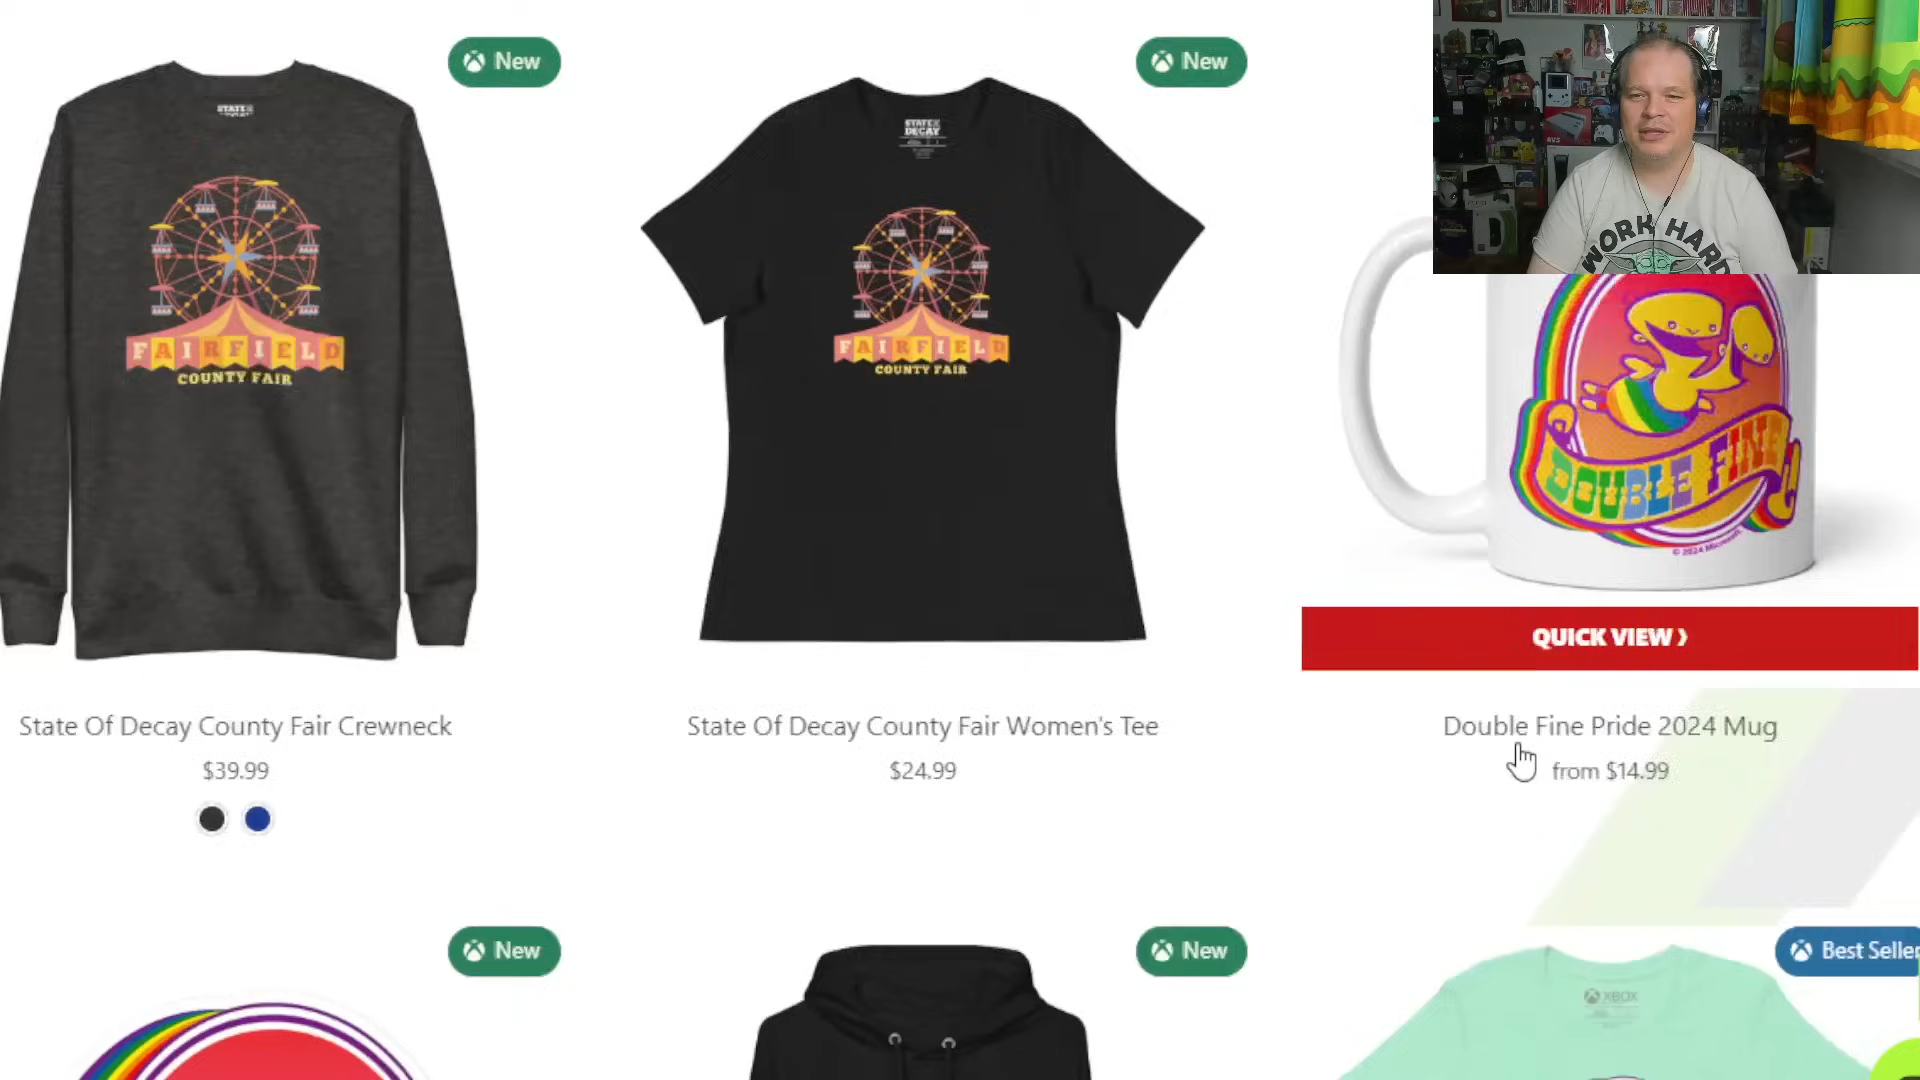 New
New
STATE OF
DECAY
FAIRFIELD
COUNTY FAIR
FAIRFIELD
COUNTY FAIR
WORK HARD
DOUBLE FINE
© 2024 Microsoft
QUICK VIEW ❯
State Of Decay County Fair Crewneck
$39.99
State Of Decay County Fair Women's Tee
$24.99
Double Fine Pride 2024 Mug
from $14.99
New
New
Best Seller
XBOX